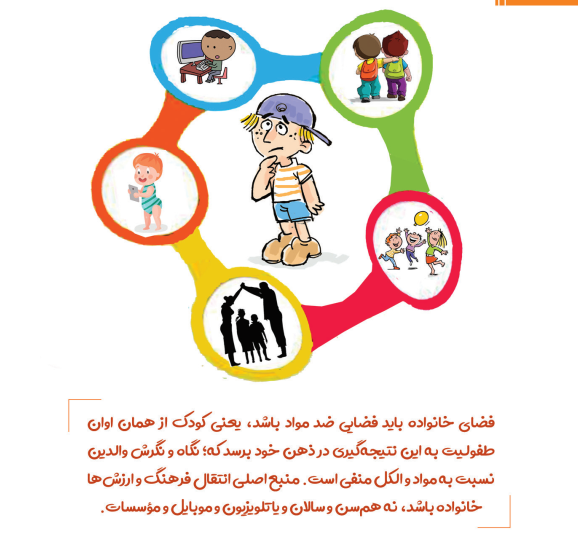 فضای خانواده باید فضایی ضد مواد باشد، یعنی کودک از همان اوان
طفولیت به این نتیجه‌گیری در ذهن خود برسد که؛ نگاه و نگرش والدین
نسبت به مواد و الکل منفی است. منبع اصلی انتقال فرهنگ و ارزش‌ها
خانواده باشد، نه هم‌سن و سالان و یا تلویزیون و موبایل و مؤسسات.